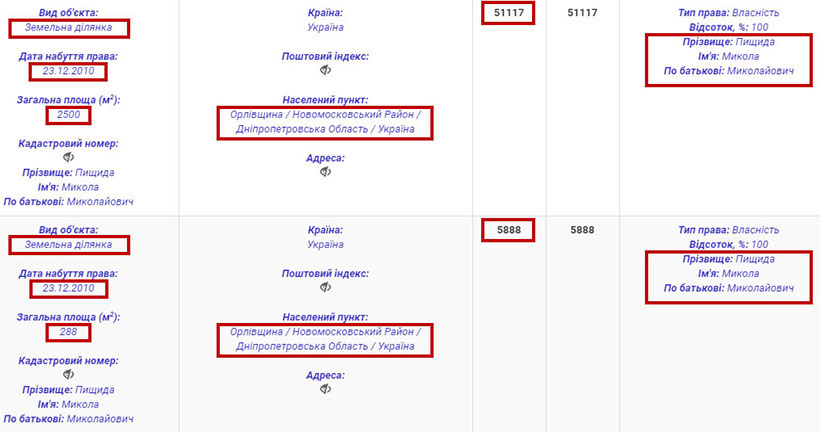 Вид об'єкта:
Земельна ділянка
Дата набуття права:
23.12.2010
Загальна площа (м²):
2500
Кадастровий номер:
Прізвище: Пищида
Ім'я: Микола
По батькові: Миколайович
Країна:
Україна
Поштовий індекс:
Населений пункт:
Орлівщина / Новомосковський Район /
Дніпропетровська Область / Україна
Адреса:
51117
51117
Тип права: Власність
Відсоток, %: 100
Прізвище: Пищида
Ім'я: Микола
По батькові: Миколайович
Вид об'єкта:
Земельна ділянка
Дата набуття права:
23.12.2010
Загальна площа (м²):
288
Кадастровий номер:
Прізвище: Пищида
Ім'я: Микола
По батькові: Миколайович
Країна:
Україна
Поштовий індекс:
Населений пункт:
Орлівщина / Новомосковський Район /
Дніпропетровська Область / Україна
Адреса:
5888
5888
Тип права: Власність
Відсоток, %: 100
Прізвище: Пищида
Ім'я: Микола
По батькові: Миколайович